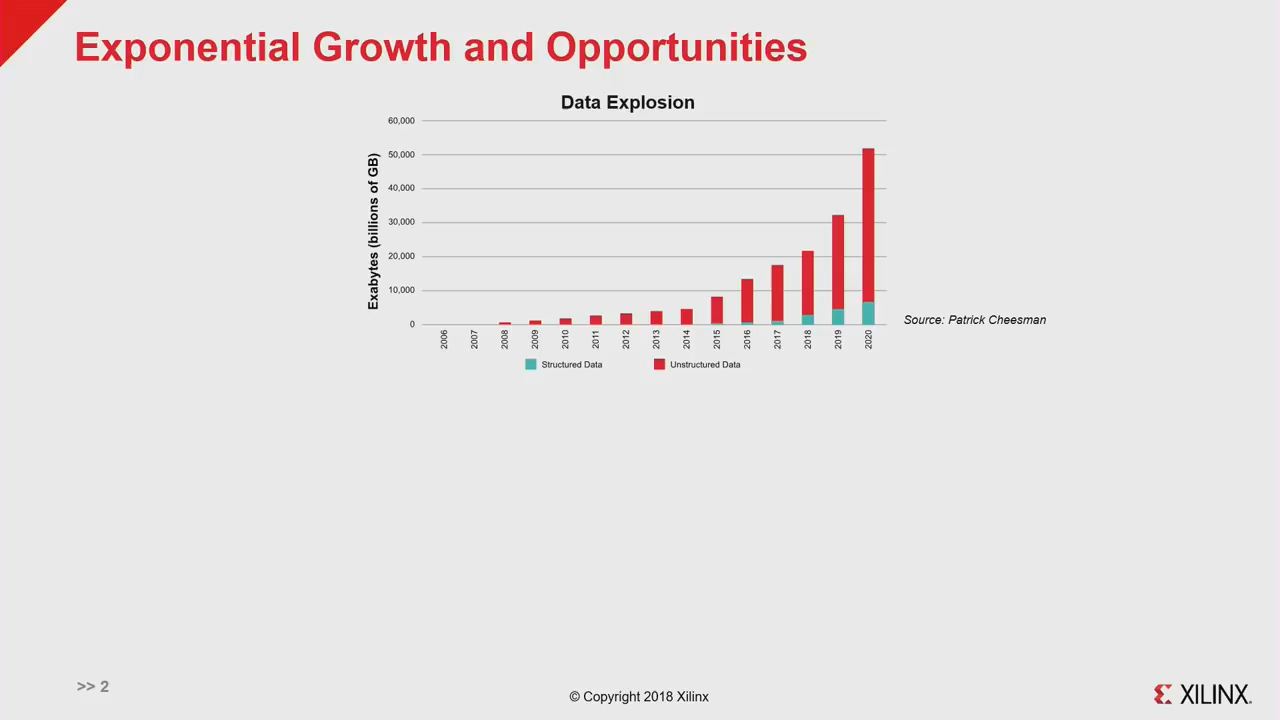 Exponential Growth and Opportunities
Data Explosion
Exabytes (billions of GB)
60,000
50,000
40,000
30,000
20,000
10,000
0
2006 2007 2008 2009 2010 2011 2012 2013 2014 2015 2016 2017 2018 2019 2020
Structured Data Unstructured Data
Source: Patrick Cheesman
>> 2
© Copyright 2018 Xilinx
XILINX.